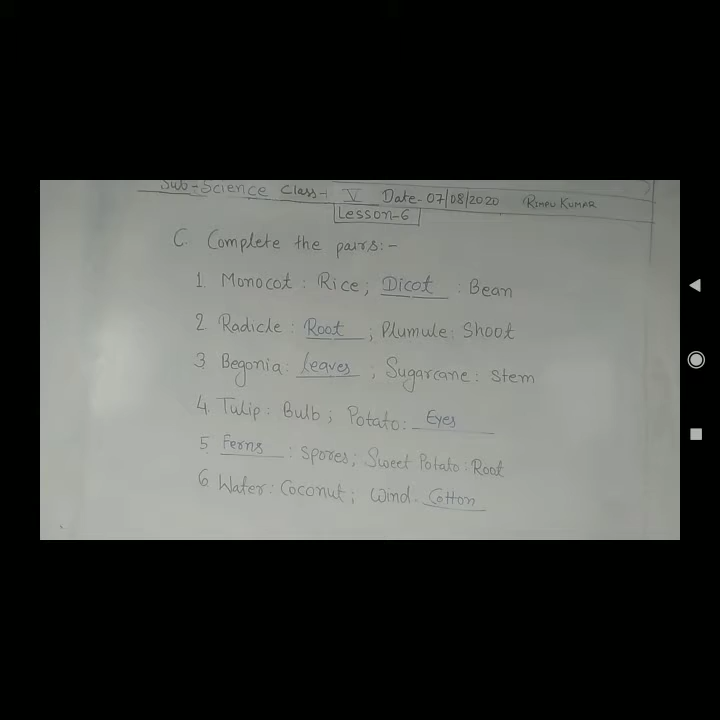 Sub-Science Class-V Date-07/08/2020 RINPU KUMAR
Lesson-6
C. Complete the pairs:-
1. Monocot : Rice; Dicot : Bean
2. Radicle : Root ; Plumule: Shoot
3. Begonia: Leaves ; Sugarcane: Stem
4. Tulip: Bulb; Potato: Eyes
5. Ferns : Spores; Sweet Potato: Root
6. Water: Coconut; Wind. Cotton